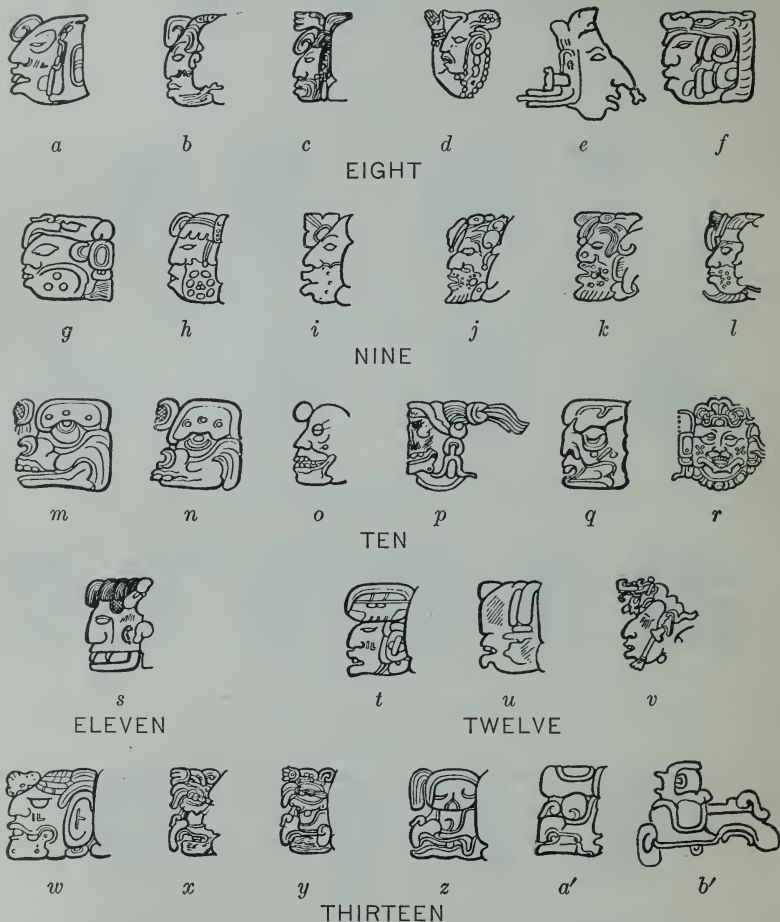 a b c d e f
EIGHT
g h i j k l
NINE
m n o p q r
TEN
s t u v
ELEVEN TWELVE
w x y z a′ b′
THIRTEEN